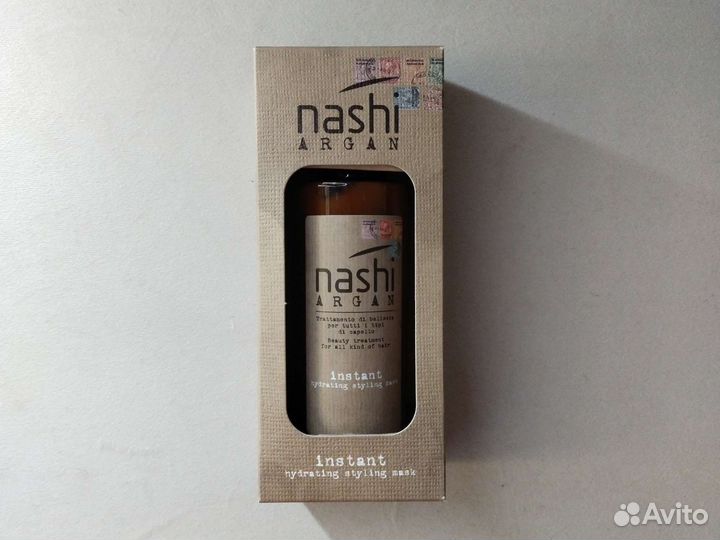 nashi
ARGAN
nashi
ARGAN
Trattamento di bellezza
per tutti i tipi
di capello
Beauty treatment
for all kind of hair
instant
hydrating styling mask
instant
hydrating styling mask
Avito